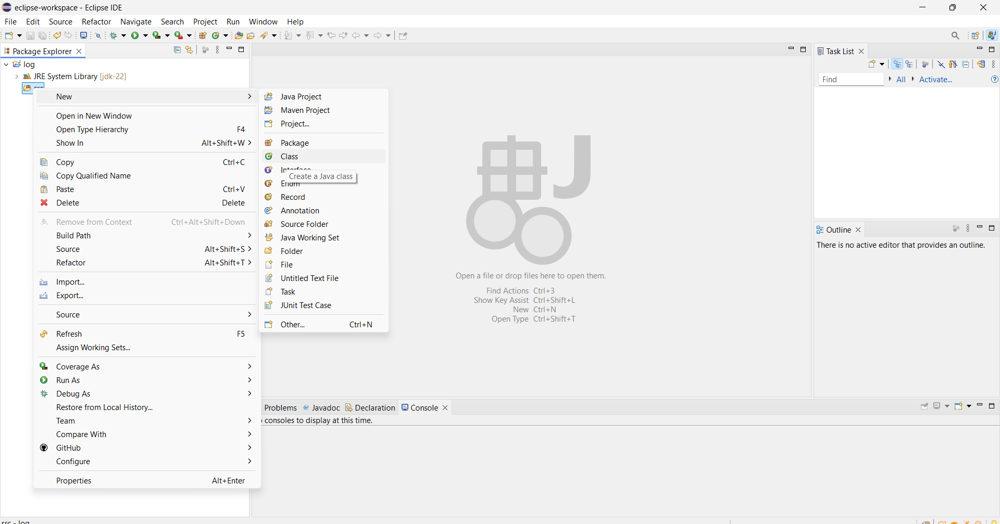 eclipse-workspace - Eclipse IDE
File Edit Source Refactor Navigate Search Project Run Window Help
Package Explorer
log
JRE System Library [jdk-22]
src
New
Open in New Window
Open Type Hierarchy F4
Show In Alt+Shift+W
Copy Ctrl+C
Copy Qualified Name
Paste Ctrl+V
Delete Delete
Remove from Context Ctrl+Alt+Shift+Down
Build Path
Source Alt+Shift+S
Refactor Alt+Shift+T
Import...
Export...
Source
Refresh F5
Assign Working Sets...
Coverage As
Run As
Debug As
Restore from Local History...
Team
Compare With
GitHub
Configure
Properties Alt+Enter
Java Project
Maven Project
Project...
Package
Class
Interface
Create a Java class
Enum
Record
Annotation
Source Folder
Java Working Set
Folder
File
Untitled Text File
Task
JUnit Test Case
Other... Ctrl+N
J
Open a file or drop files here to open them.
Find Actions Ctrl+3
Show Key Assist Ctrl+Shift+L
New Ctrl+N
Open Type Ctrl+Shift+T
Problems Javadoc Declaration Console
consoles to display at this time.
Task List
Find All Activate...
Outline
There is no active editor that provides an outline.
src - log